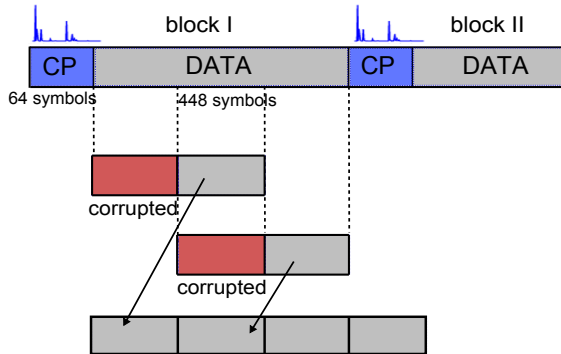 block I
block II
CP
DATA
CP
DATA
64 symbols
448 symbols
corrupted
corrupted